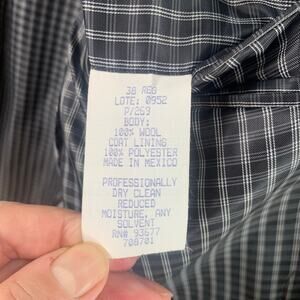 38 REG
LOTE: 0952
P/269
BODY:
100% WOOL
COAT LINING
100% POLYESTER
MADE IN MEXICO
PROFESSIONALLY
DRY CLEAN
REDUCED
MOISTURE, ANY
SOLVENT
RN# 93677
708701